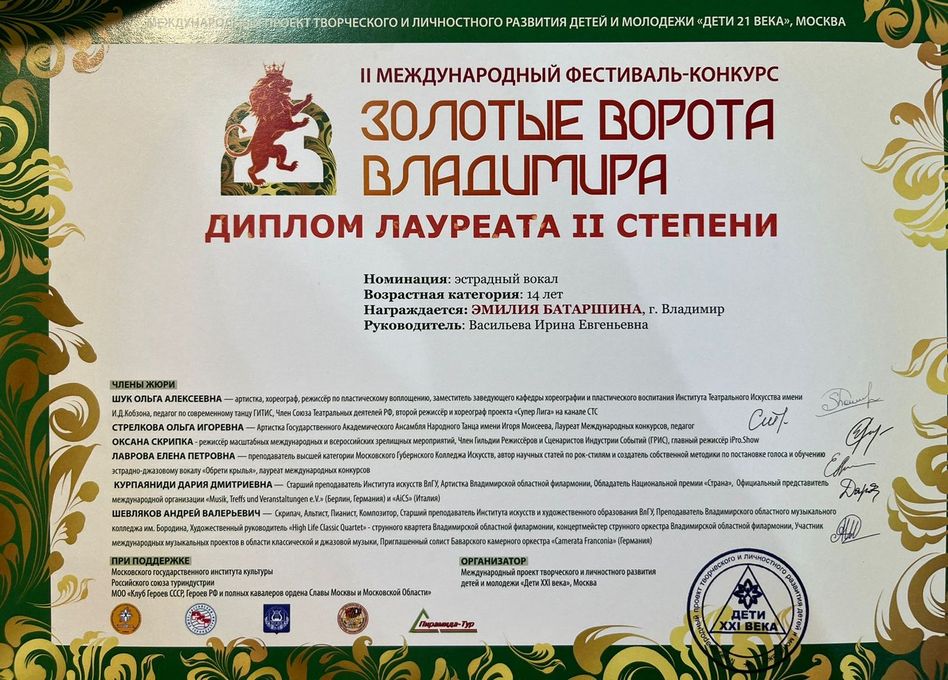 МЕЖДУНАРОДНЫЙ ПРОЕКТ ТВОРЧЕСКОГО И ЛИЧНОСТНОГО РАЗВИТИЯ ДЕТЕЙ И МОЛОДЕЖИ «ДЕТИ 21 ВЕКА», МОСКВА
II МЕЖДУНАРОДНЫЙ ФЕСТИВАЛЬ-КОНКУРС
ЗОЛОТЫЕ ВОРОТА
ВЛАДИМИРА
ДИПЛОМ ЛАУРЕАТА II СТЕПЕНИ
Номинация: эстрадный вокал
Возрастная категория: 14 лет
Награждается: ЭМИЛИЯ БАТАРШИНА, г. Владимир
Руководитель: Васильева Ирина Евгеньевна
ЧЛЕНЫ ЖЮРИ
ШУК ОЛЬГА АЛЕКСЕЕВНА — артистка, хореограф, режиссёр по пластическому воплощению, заместитель заведующего кафедры хореографии и пластического воспитания Института Театрального Искусства имени
И.Д.Кобзона, педагог по современному танцу ГИТИС, Член Союза Театральных деятелей РФ, второй режиссёр и хореограф проекта «Супер Лига» на канале СТС
СТРЕЛКОВА ОЛЬГА ИГОРЕВНА — Артистка Государственного Академического Ансамбля Народного Танца имени Игоря Моисеева, Лауреат Международных конкурсов, педагог
ОКСАНА СКРИПКА - режиссёр масштабных международных и всероссийских зрелищных мероприятий, Член Гильдии Режиссёров и Сценаристов Индустрии Событий (ГРИС), главный режиссёр iPro.Show
ЛАВРОВА ЕЛЕНА ПЕТРОВНА — преподаватель высшей категории Московского Губернского Колледжа Искусств, автор научных статей по рок-стилям и создатель собственной методики по постановке голоса и обучению
эстрадно-джазовому вокалу «Обрети крылья», лауреат международных конкурсов
КУРПАЯНИДИ ДАРИЯ ДМИТРИЕВНА — Старший преподаватель Института искусств ВлГУ, Артистка Владимирской областной филармонии, Обладатель Национальной премии «Страна», Официальный представитель
международной организации «Musik, Treffs und Veranstaltungen e.V.» (Берлин, Германия) и «AiCS» (Италия)
ШЕВЛЯКОВ АНДРЕЙ ВАЛЕРЬЕВИЧ — Скрипач, Альтист, Пианист, Композитор, Старший преподаватель Института искусств и художественного образования ВлГУ, Преподаватель Владимирского областного музыкального
колледжа им. Бородина, Художественный руководитель «High Life Classic Quartet» - струнного квартета Владимирской областной филармонии, концертмейстер струнного оркестра Владимирской областной филармонии, Участник
международных музыкальных проектов в области классической и джазовой музыки, Приглашенный солист Баварского камерного оркестра «Camerata Franconia» (Германия)
ПРИ ПОДДЕРЖКЕ
Московского государственного института культуры
Российского союза туриндустрии
МОО «Клуб Героев СССР, Героев РФ и полных кавалеров ордена Славы Москвы и Московской Области»
ОРГАНИЗАТОР
Международный проект творческого и личностного развития
детей и молодежи «Дети XXI века», Москва
Пирамида-Тур
ДЕТИ
XXI ВЕКА